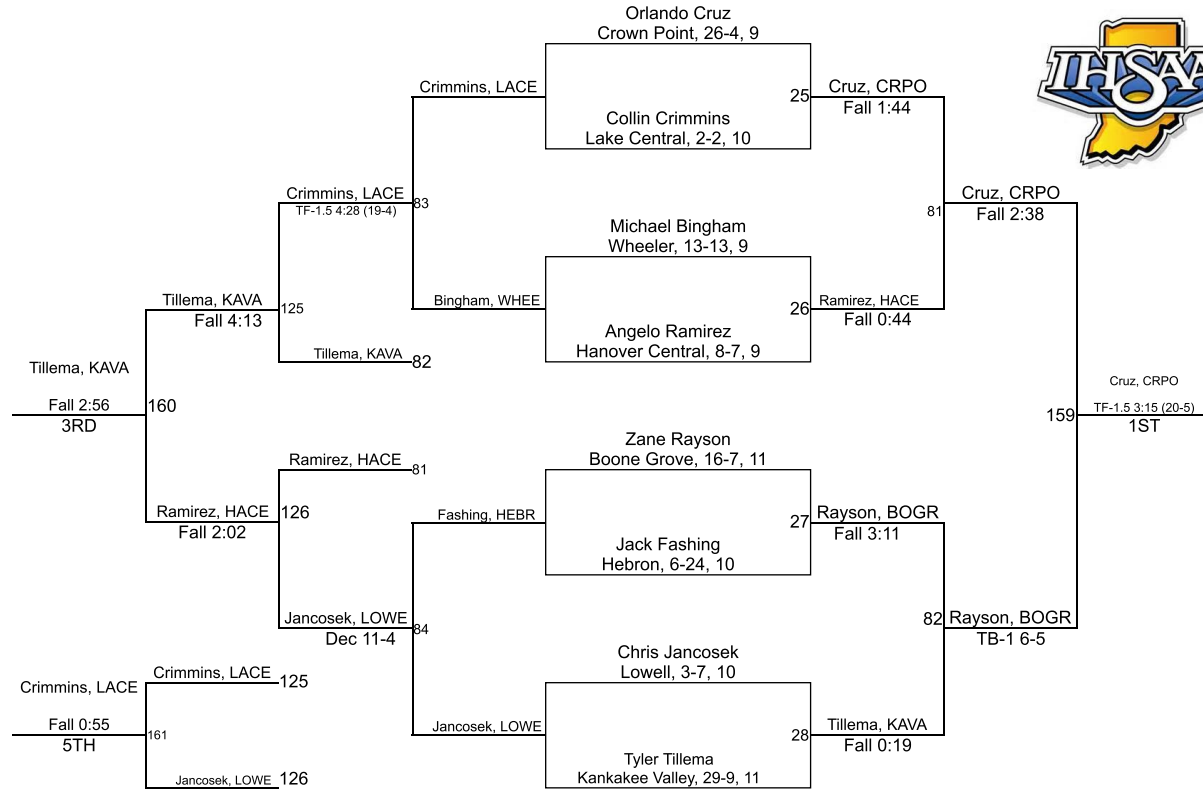 Orlando Cruz
Crown Point, 26-4, 9
IHSAA
Crimmins, LACE
25
Cruz, CRPO
Fall 1:44
Collin Crimmins
Lake Central, 2-2, 10
Crimmins, LACE
TF-1.5 4:28 (19-4)
83
81
Cruz, CRPO
Fall 2:38
Michael Bingham
Wheeler, 13-13, 9
Tillema, KAVA
Fall 4:13
125
Bingham, WHEE
26
Ramirez, HACE
Fall 0:44
Angelo Ramirez
Hanover Central, 8-7, 9
Tillema, KAVA
82
Tillema, KAVA
Fall 2:56
3RD
160
159
Cruz, CRPO
TF-1.5 3:15 (20-5)
1ST
Zane Rayson
Boone Grove, 16-7, 11
Ramirez, HACE
81
Ramirez, HACE
Fall 2:02
126
Fashing, HEBR
27
Rayson, BOGR
Fall 3:11
Jack Fashing
Hebron, 6-24, 10
Jancosek, LOWE
Dec 11-4
84
82
Rayson, BOGR
TB-1 6-5
Chris Jancosek
Lowell, 3-7, 10
Crimmins, LACE
125
Crimmins, LACE
Fall 0:55
5TH
161
Jancosek, LOWE
28
Tillema, KAVA
Fall 0:19
Tyler Tillema
Kankakee Valley, 29-9, 11
Jancosek, LOWE
126